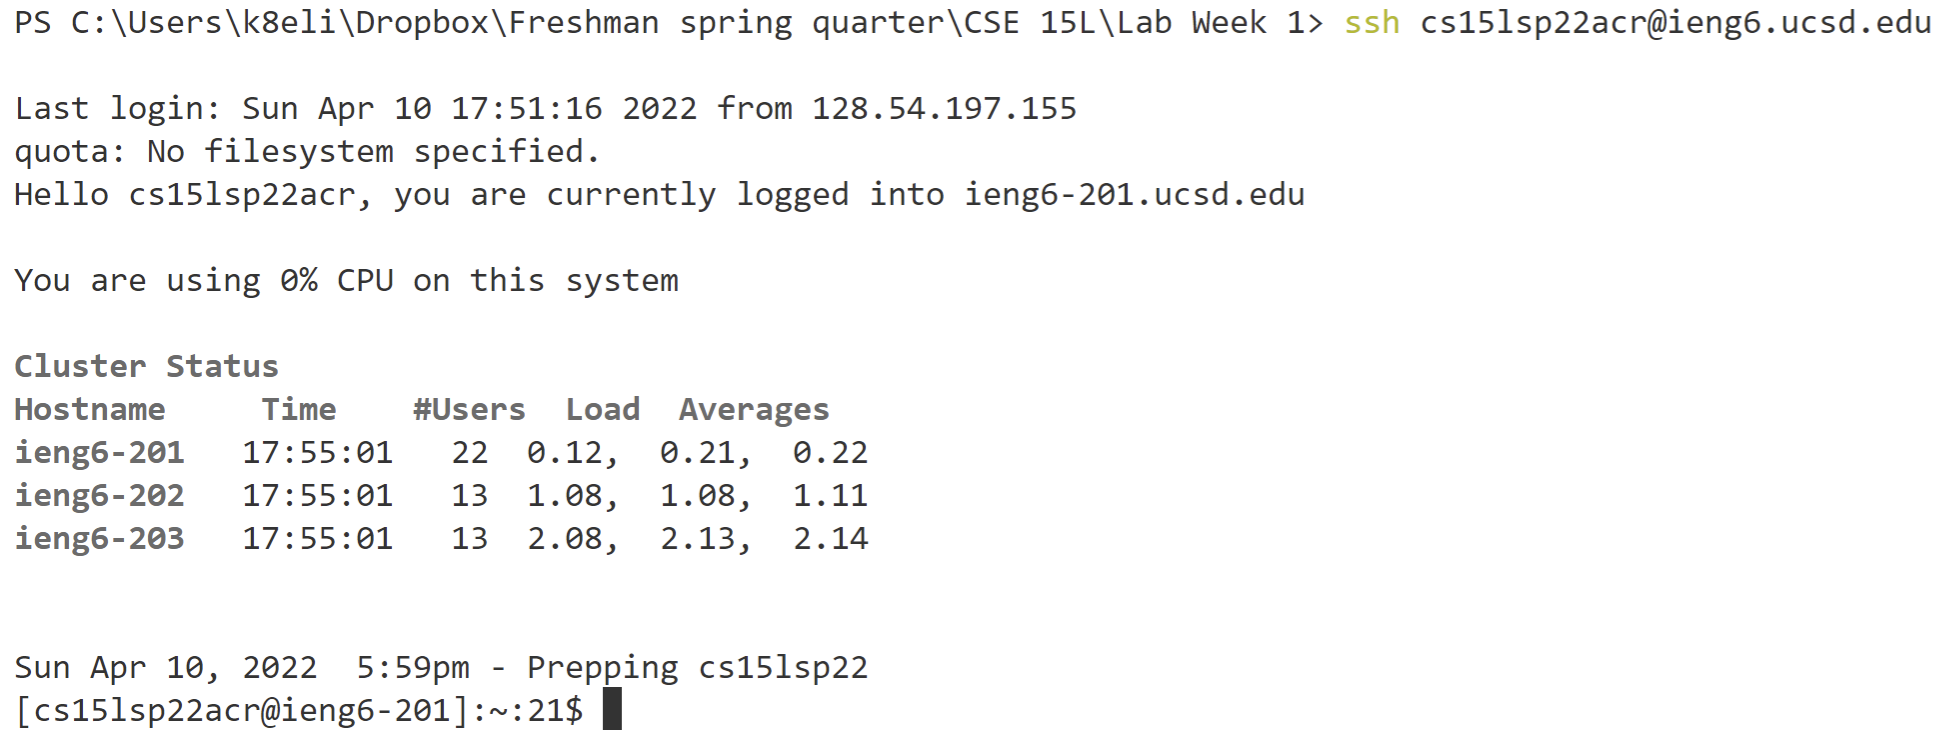 PS C:\Users\k8eli\Dropbox\Freshman spring quarter\CSE 15L\Lab Week 1> ssh cs15lsp22acr@ieng6.ucsd.edu
Last login: Sun Apr 10 17:51:16 2022 from 128.54.197.155
quota: No filesystem specified.
Hello cs15lsp22acr, you are currently logged into ieng6-201.ucsd.edu
You are using 0% CPU on this system
Cluster Status
Hostname     Time    #Users  Load  Averages
ieng6-201   17:55:01   22  0.12,  0.21,  0.22
ieng6-202   17:55:01   13  1.08,  1.08,  1.11
ieng6-203   17:55:01   13  2.08,  2.13,  2.14
Sun Apr 10, 2022  5:59pm - Prepping cs15lsp22
[cs15lsp22acr@ieng6-201]:~:21$